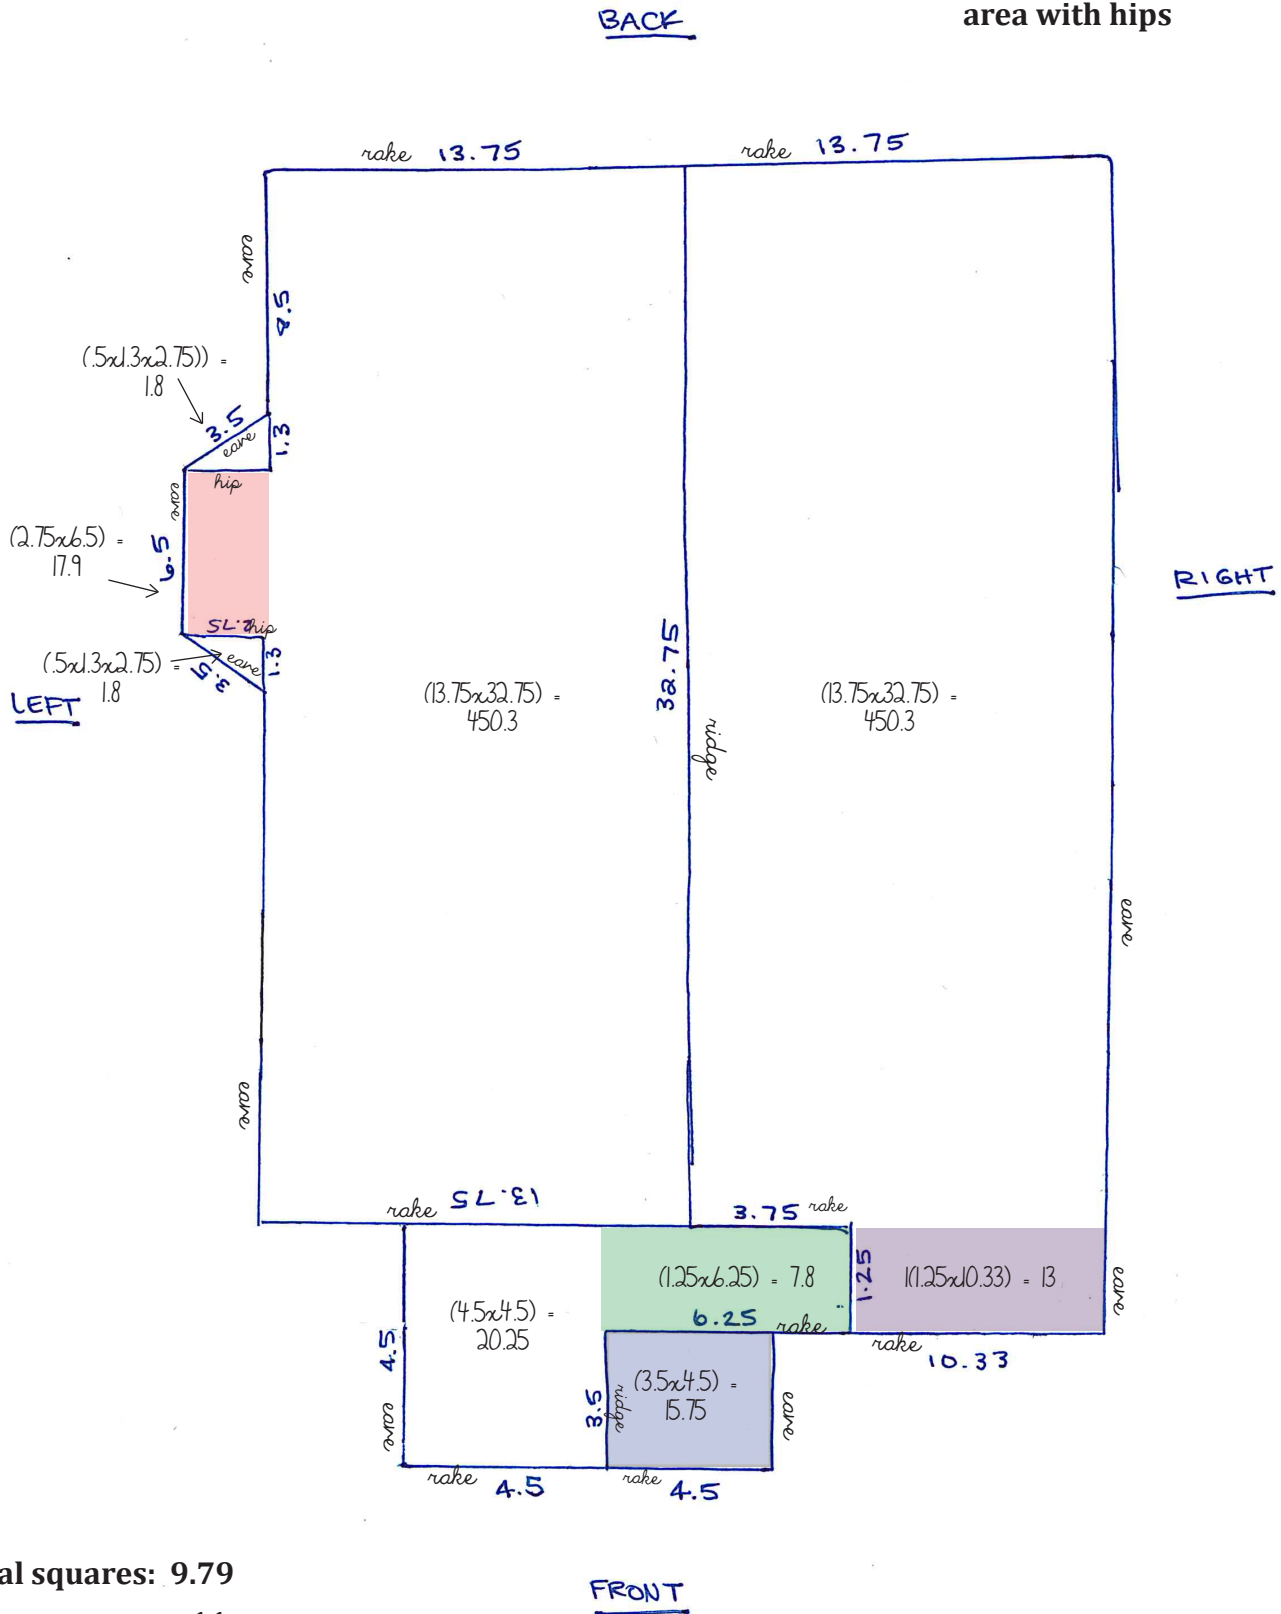 BACK
area with hips
rake 13.75
rake 13.75
eave
8.5
(.5x1.3x2.75)) =
1.8
3.5
eave
1.3
hip
eave
(2.75x6.5) =
17.9
6.5
RIGHT
2.75
hip
(.5x1.3x2.75) =
1.8
eave
3.5
1.3
LEFT
32.75
(13.75x32.75) =
450.3
(13.75x32.75) =
450.3
ridge
eave
eave
rake 13.75
3.75 rake
(1.25x6.25) = 7.8
1.25
1(1.25x10.33) = 13
eave
(4.5x4.5) =
20.25
6.25
rake
rake
10.33
4.5
(3.5x4.5) =
15.75
3.5
ridge
eave
eave
rake 4.5
rake 4.5
al squares: 9.79
FRONT